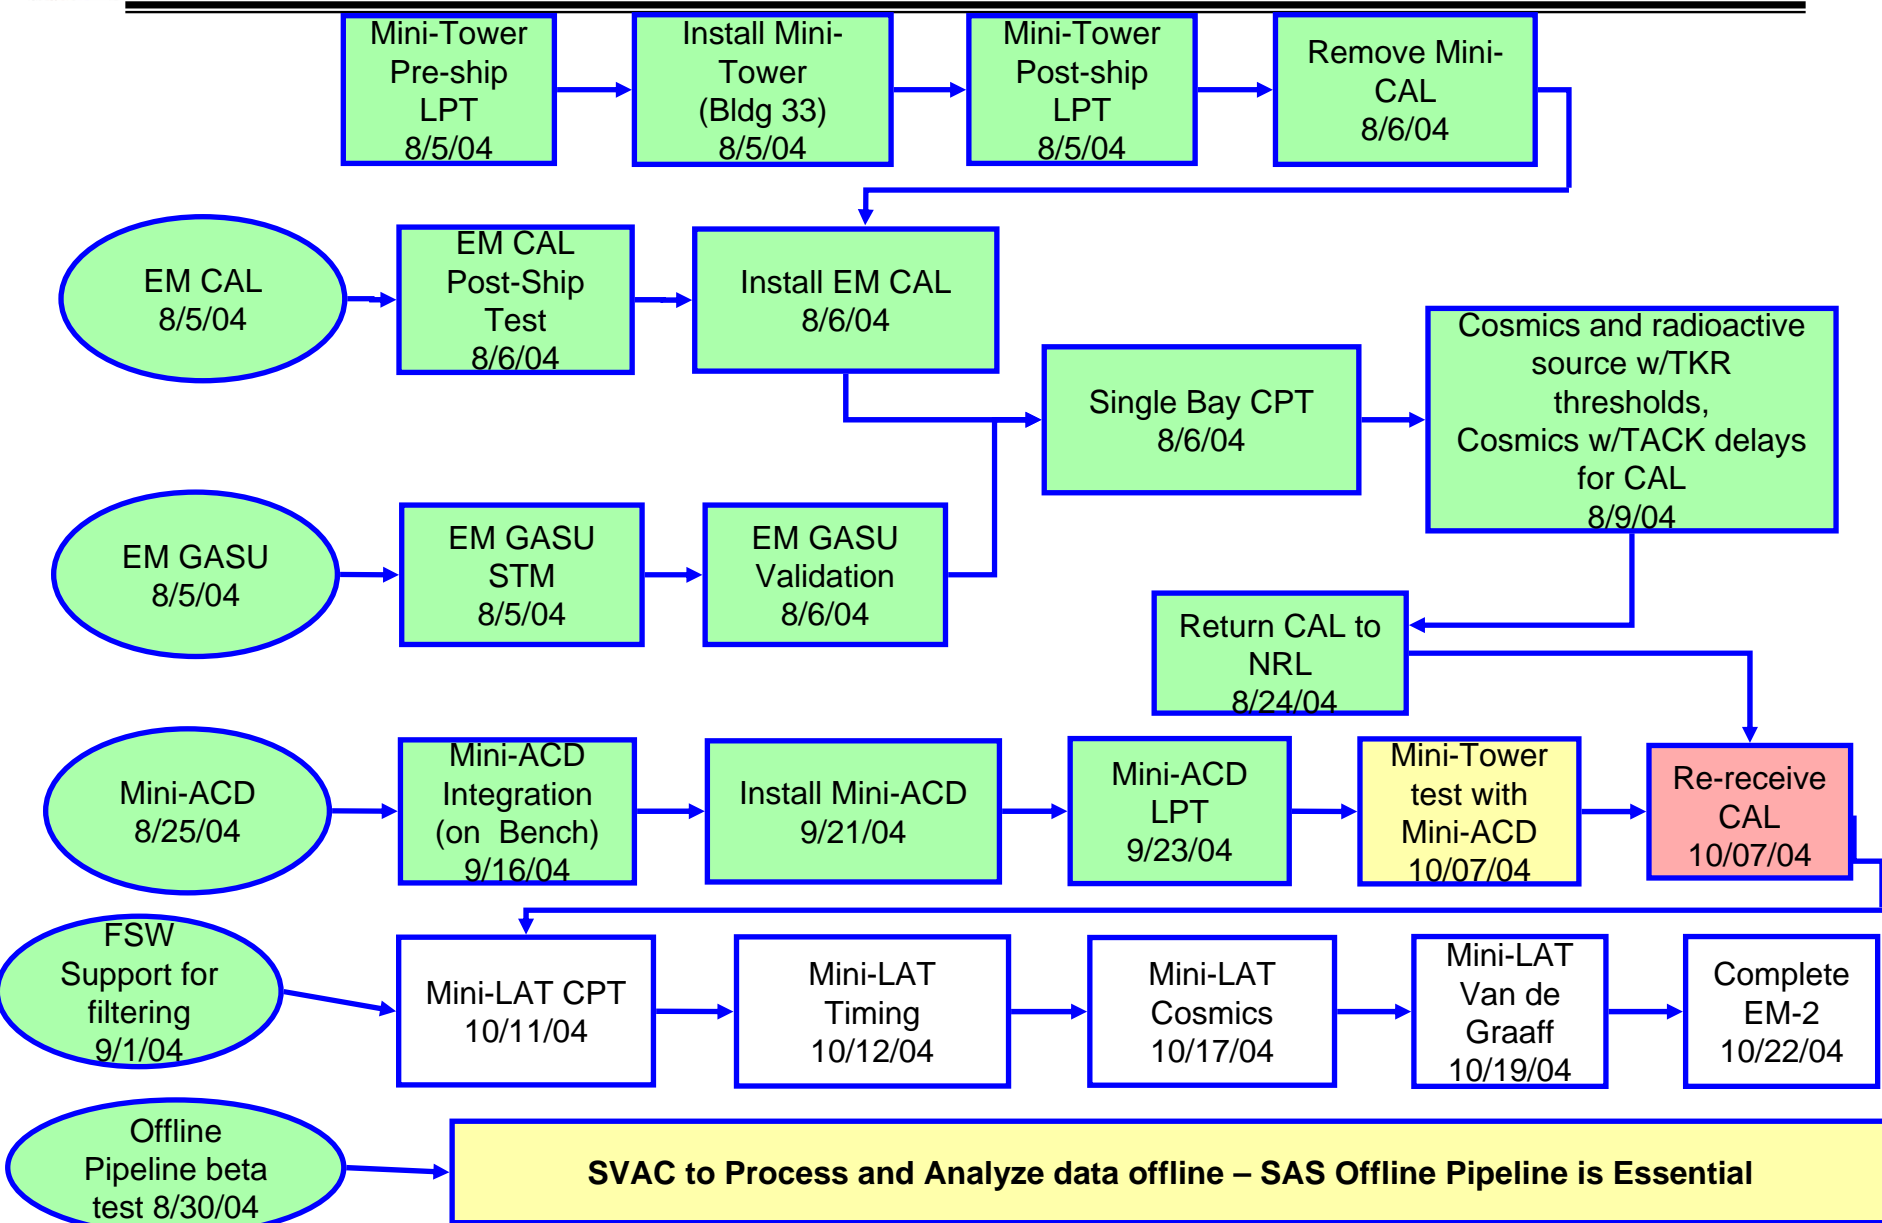 Mini-Tower
Pre-ship
LPT
8/5/04
Install Mini-
Tower
(Bldg 33)
8/5/04
Mini-Tower
Post-ship
LPT
8/5/04
Remove Mini-
CAL
8/6/04
EM CAL
8/5/04
EM CAL
Post-Ship
Test
8/6/04
Install EM CAL
8/6/04
Single Bay CPT
8/6/04
Cosmics and radioactive
source w/TKR
thresholds,
Cosmics w/TACK delays
for CAL
8/9/04
EM GASU
8/5/04
EM GASU
STM
8/5/04
EM GASU
Validation
8/6/04
Return CAL to
NRL
8/24/04
Mini-ACD
8/25/04
Mini-ACD
Integration
(on Bench)
9/16/04
Install Mini-ACD
9/21/04
Mini-ACD
LPT
9/23/04
Mini-Tower
test with
Mini-ACD
10/07/04
Re-receive
CAL
10/07/04
FSW
Support for
filtering
9/1/04
Mini-LAT CPT
10/11/04
Mini-LAT
Timing
10/12/04
Mini-LAT
Cosmics
10/17/04
Mini-LAT
Van de
Graaff
10/19/04
Complete
EM-2
10/22/04
Offline
Pipeline beta
test 8/30/04
SVAC to Process and Analyze data offline – SAS Offline Pipeline is Essential